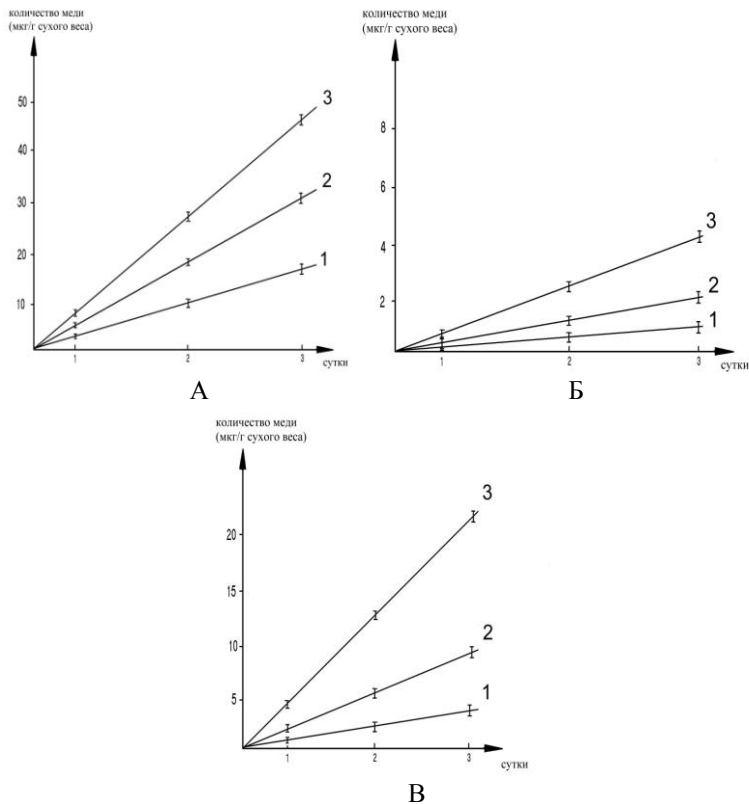 количество меди
(мкг/г сухого веса)
50
40
30
20
10
3
2
1
1 2 3
сутки
А
количество меди
(мкг/г сухого веса)
8
6
4
2
3
2
1
1 2 3
сутки
Б
количество меди
(мкг/г сухого веса)
20
15
10
5
3
2
1
1 2 3
сутки
В